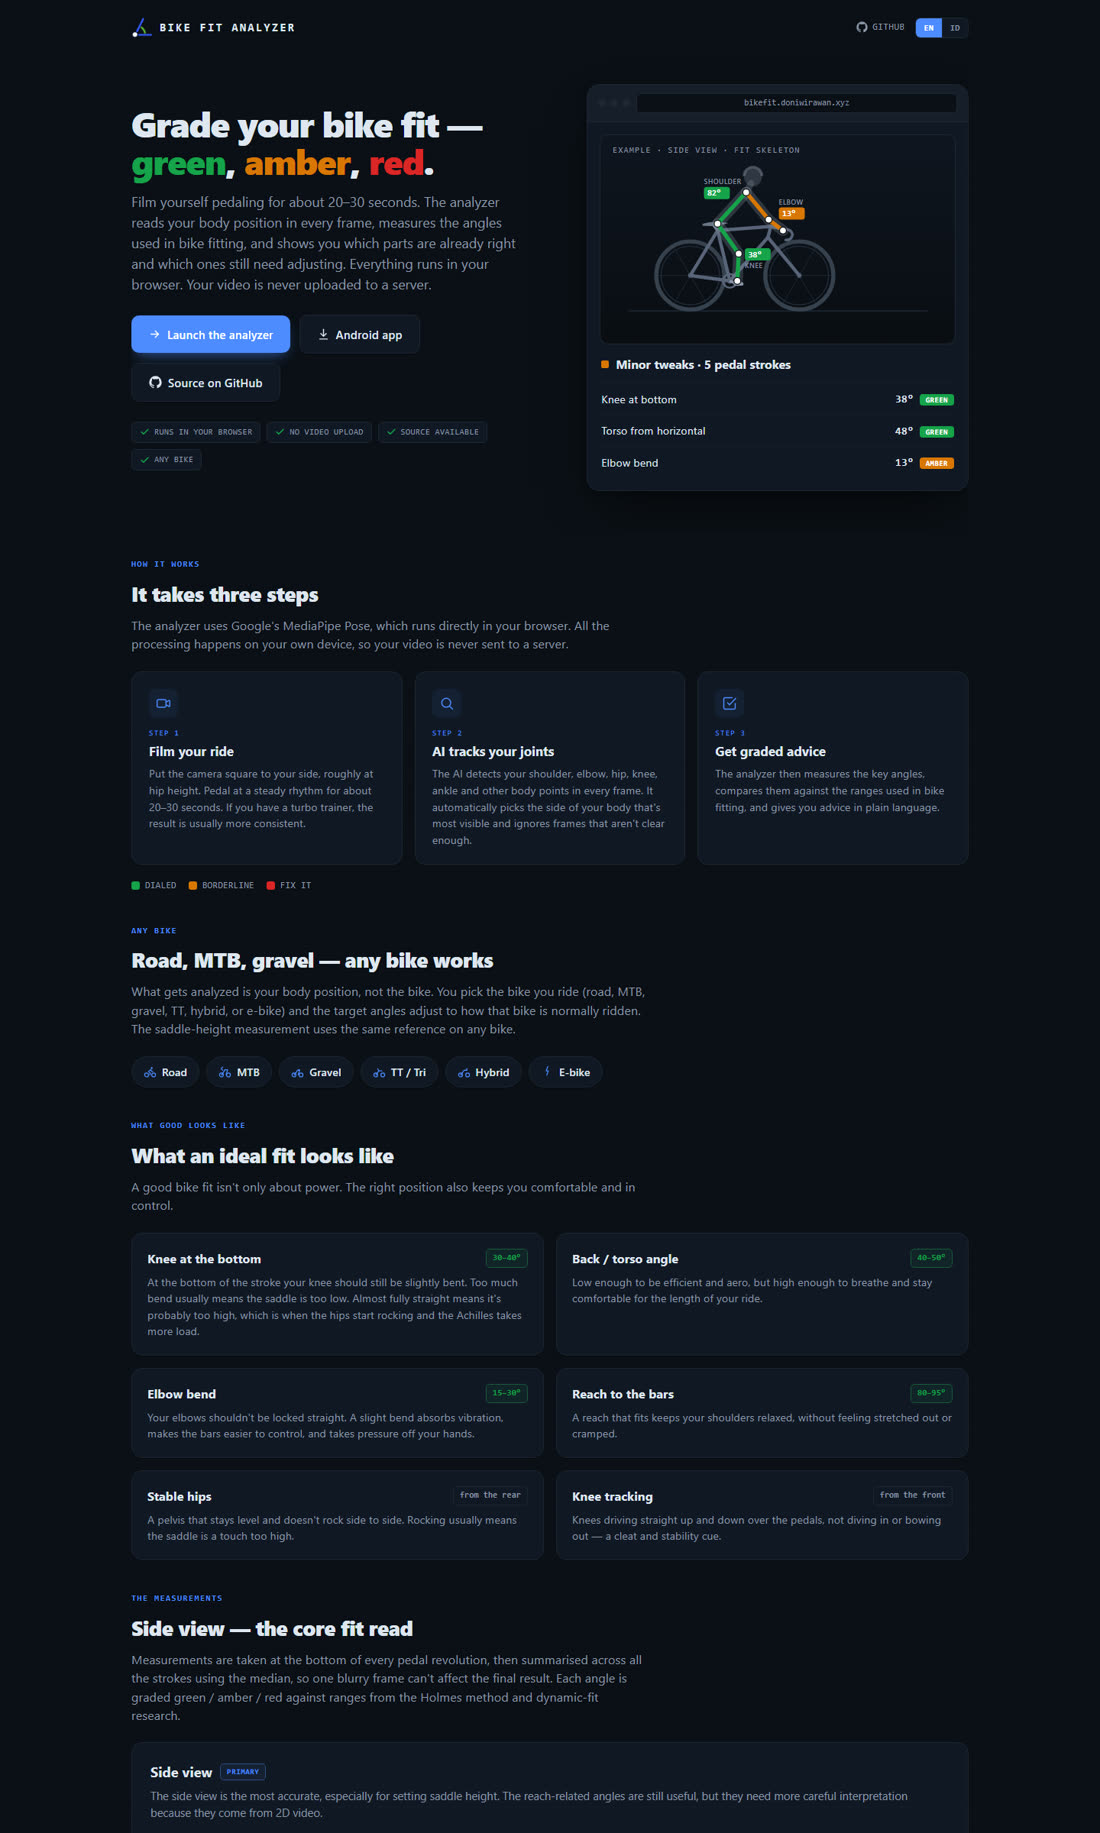 BIKE FIT ANALYZER
GITHUB
EN
ID
Grade your bike fit —
green, amber, red.
Film yourself pedaling for about 20–30 seconds. The analyzer
reads your body position in every frame, measures the angles
used in bike fitting, and shows you which parts are already right
and which ones still need adjusting. Everything runs in your
browser. Your video is never uploaded to a server.
Launch the analyzer
Android app
Source on GitHub
RUNS IN YOUR BROWSER
NO VIDEO UPLOAD
SOURCE AVAILABLE
ANY BIKE
bikefit.doniwirawan.xyz
EXAMPLE · SIDE VIEW · FIT SKELETON
SHOULDER
82°
ELBOW
13°
38°
KNEE
Minor tweaks · 5 pedal strokes
Knee at bottom
38°
GREEN
Torso from horizontal
48°
GREEN
Elbow bend
13°
AMBER
HOW IT WORKS
It takes three steps
The analyzer uses Google's MediaPipe Pose, which runs directly in your browser. All the
processing happens on your own device, so your video is never sent to a server.
STEP 1
Film your ride
Put the camera square to your side, roughly at
hip height. Pedal at a steady rhythm for about
20–30 seconds. If you have a turbo trainer, the
result is usually more consistent.
STEP 2
AI tracks your joints
The AI detects your shoulder, elbow, hip, knee,
ankle and other body points in every frame. It
automatically picks the side of your body that's
most visible and ignores frames that aren't clear
enough.
STEP 3
Get graded advice
The analyzer then measures the key angles,
compares them against the ranges used in bike
fitting, and gives you advice in plain language.
DIALED
BORDERLINE
FIX IT
ANY BIKE
Road, MTB, gravel — any bike works
What gets analyzed is your body position, not the bike. You pick the bike you ride (road, MTB,
gravel, TT, hybrid, or e-bike) and the target angles adjust to how that bike is normally ridden.
The saddle-height measurement uses the same reference on any bike.
Road
MTB
Gravel
TT / Tri
Hybrid
E-bike
WHAT GOOD LOOKS LIKE
What an ideal fit looks like
A good bike fit isn't only about power. The right position also keeps you comfortable and in
control.
Knee at the bottom
30–40°
At the bottom of the stroke your knee should still be slightly bent. Too much
bend usually means the saddle is too low. Almost fully straight means it's
probably too high, which is when the hips start rocking and the Achilles takes
more load.
Back / torso angle
40–50°
Low enough to be efficient and aero, but high enough to breathe and stay
comfortable for the length of your ride.
Elbow bend
15–30°
Your elbows shouldn't be locked straight. A slight bend absorbs vibration,
makes the bars easier to control, and takes pressure off your hands.
Reach to the bars
80–95°
A reach that fits keeps your shoulders relaxed, without feeling stretched out or
cramped.
Stable hips
from the rear
A pelvis that stays level and doesn't rock side to side. Rocking usually means
the saddle is a touch too high.
Knee tracking
from the front
Knees driving straight up and down over the pedals, not diving in or bowing
out — a cleat and stability cue.
THE MEASUREMENTS
Side view — the core fit read
Measurements are taken at the bottom of every pedal revolution, then summarised across all
the strokes using the median, so one blurry frame can't affect the final result. Each angle is
graded green / amber / red against ranges from the Holmes method and dynamic-fit
research.
Side view
PRIMARY
The side view is the most accurate, especially for setting saddle height. The reach-related angles are still useful, but they need more careful interpretation
because they come from 2D video.